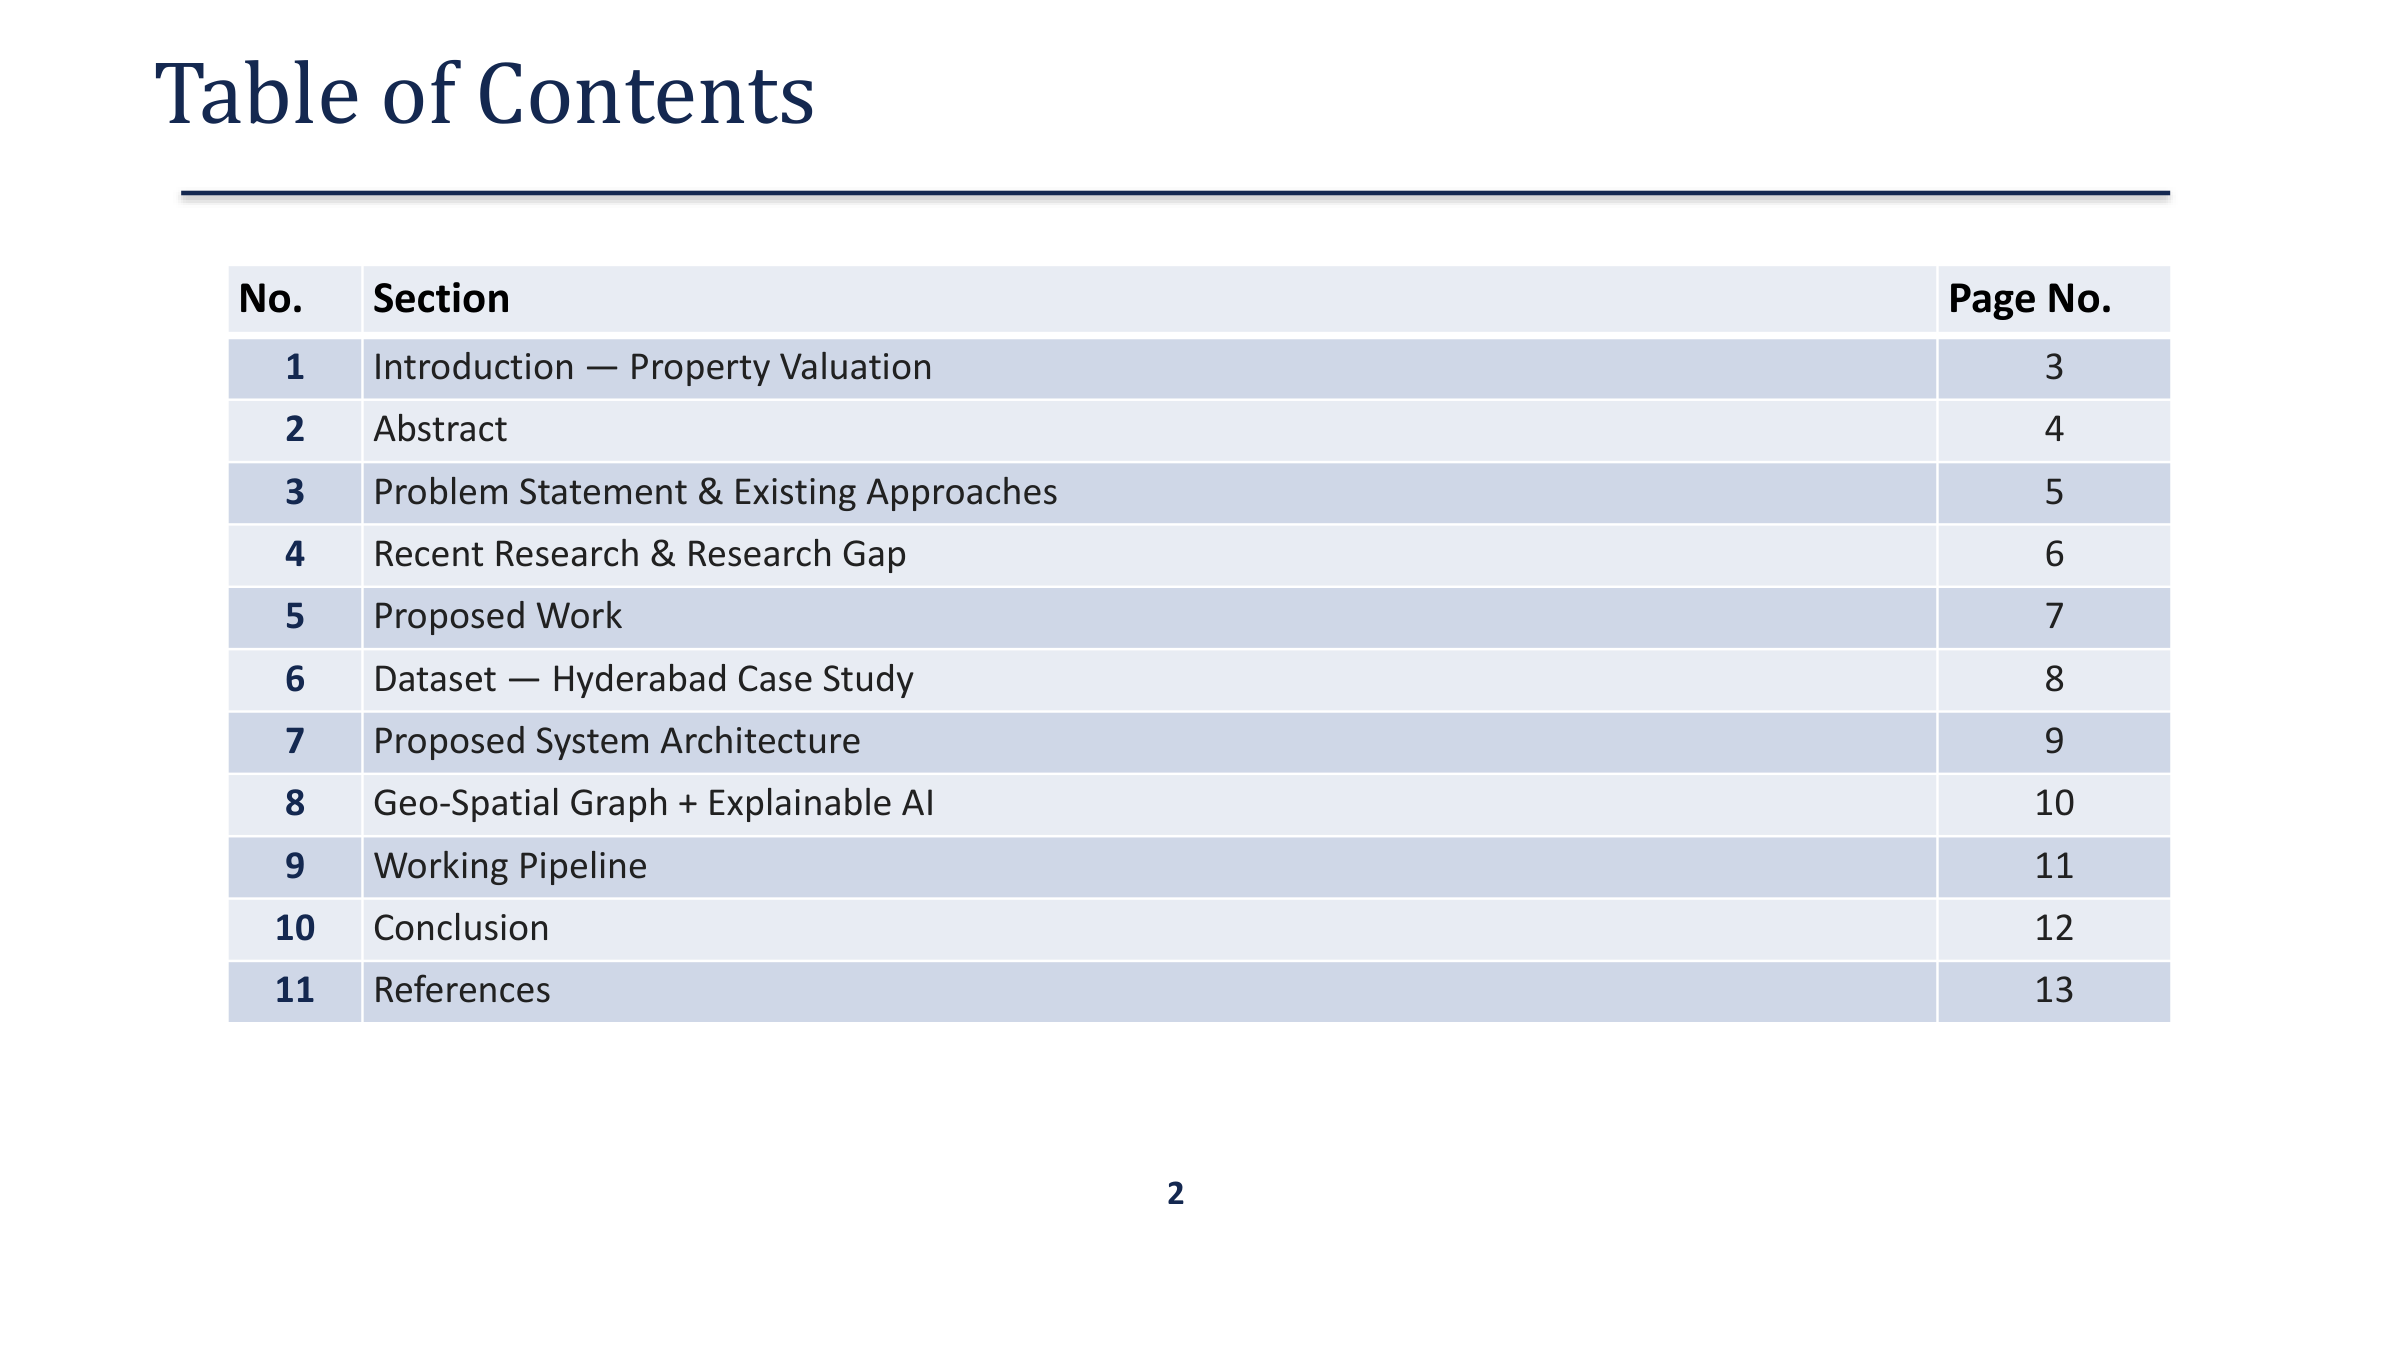 Table of Contents
No. Section Page No.
1 Introduction — Property Valuation 3
2 Abstract 4
3 Problem Statement & Existing Approaches 5
4 Recent Research & Research Gap 6
5 Proposed Work 7
6 Dataset — Hyderabad Case Study 8
7 Proposed System Architecture 9
8 Geo-Spatial Graph + Explainable AI 10
9 Working Pipeline 11
10 Conclusion 12
11 References 13
2